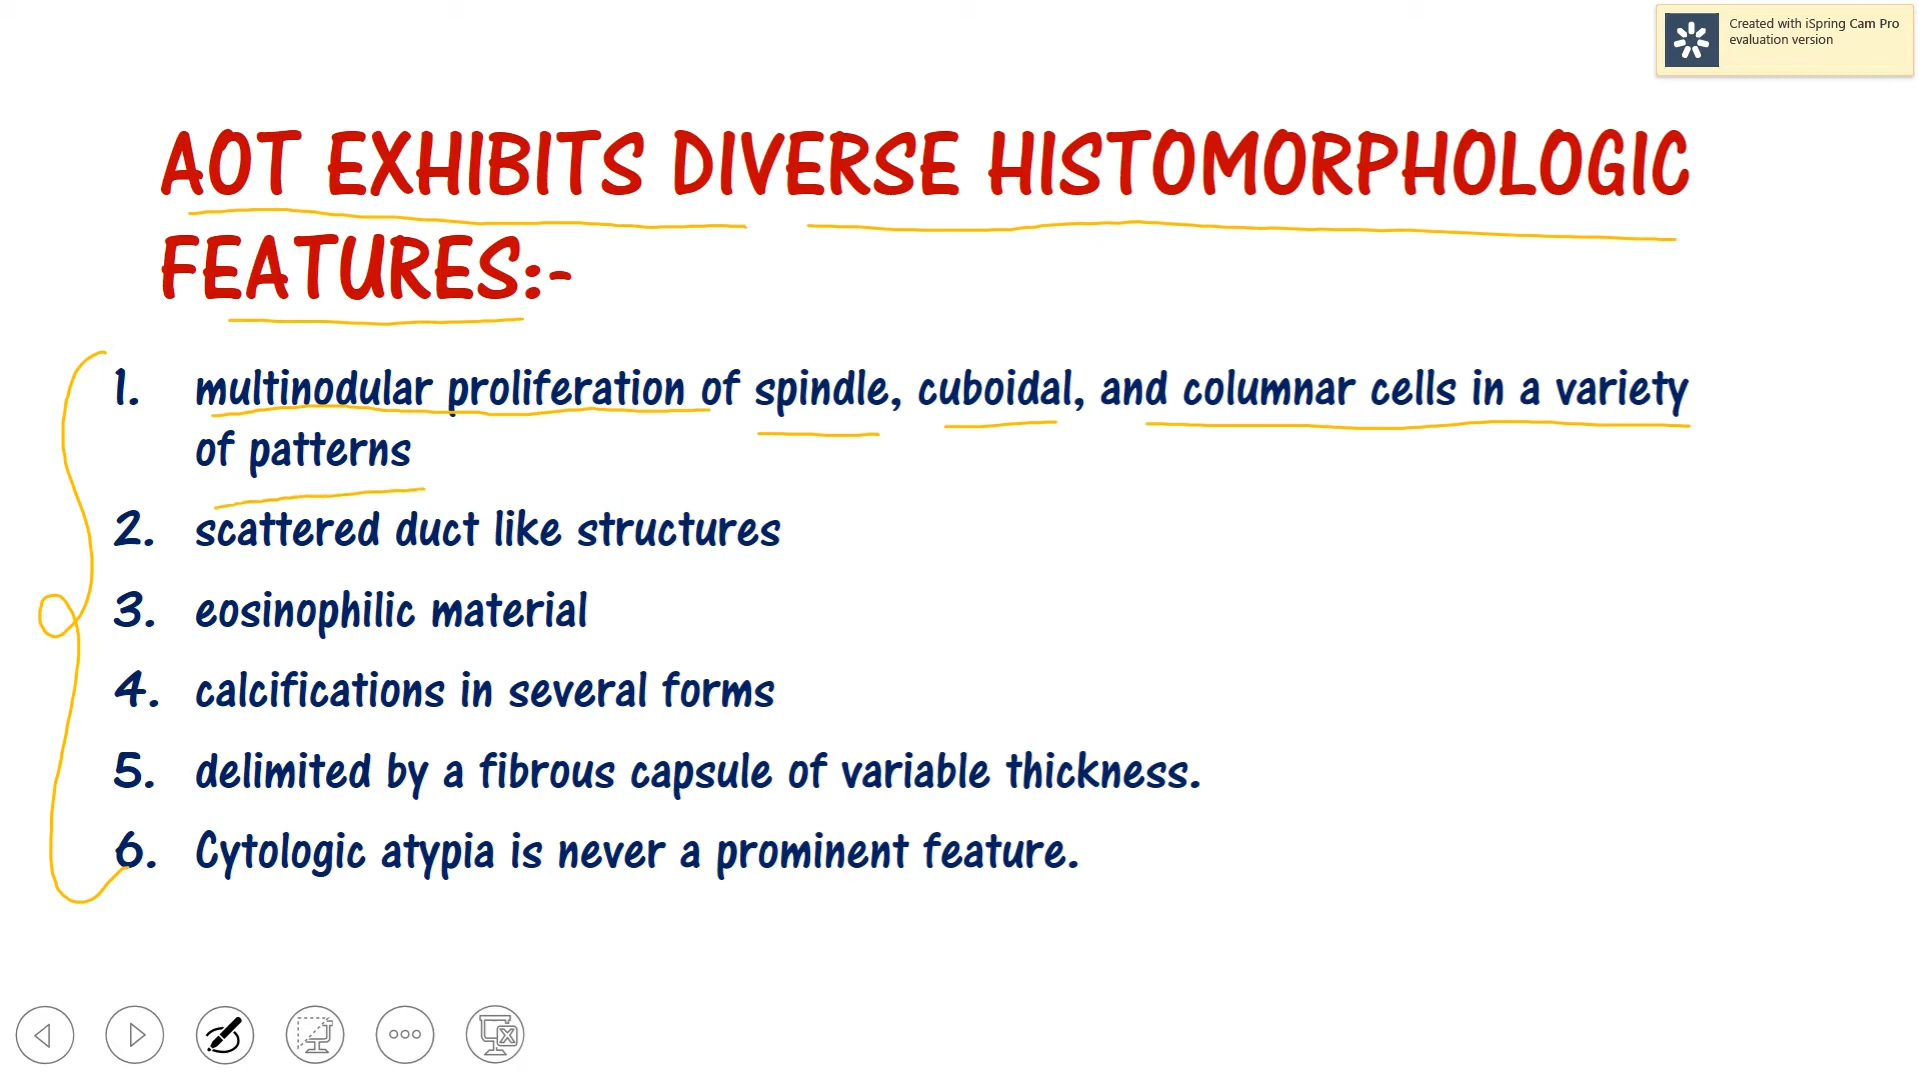 Created with iSpring Cam Pro
evaluation version
AOT EXHIBITS DIVERSE HISTOMORPHOLOGIC
FEATURES:-
1. multinodular proliferation of spindle, cuboidal, and columnar cells in a variety
of patterns
2. scattered duct like structures
3. eosinophilic material
4. calcifications in several forms
5. delimited by a fibrous capsule of variable thickness.
6. Cytologic atypia is never a prominent feature.